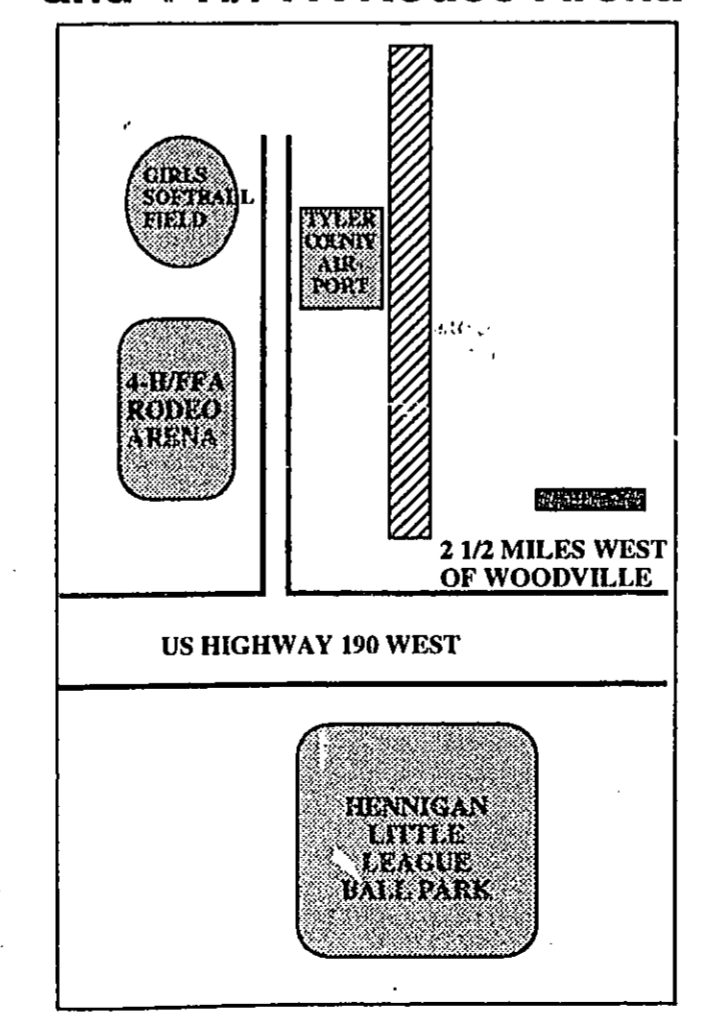 GIRLS
SOFTBALL
FIELD
TYLER
COUNTY
AIR-
PORT
4-H/FFA
RODEO
ARENA
2 1/2 MILES WEST
OF WOODVILLE
US HIGHWAY 190 WEST
HENNIGAN
LITTLE
LEAGUE
BALL PARK